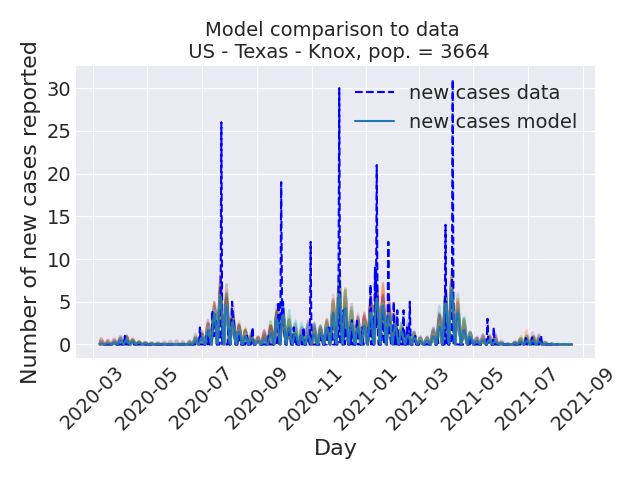 Model comparison to data
US - Texas - Knox, pop. = 3664
Number of new cases reported
30
25
20
15
10
5
0
new cases data
new cases model
2020-03
2020-05
2020-07
2020-09
2020-11
2021-01
2021-03
2021-05
2021-07
2021-09
Day